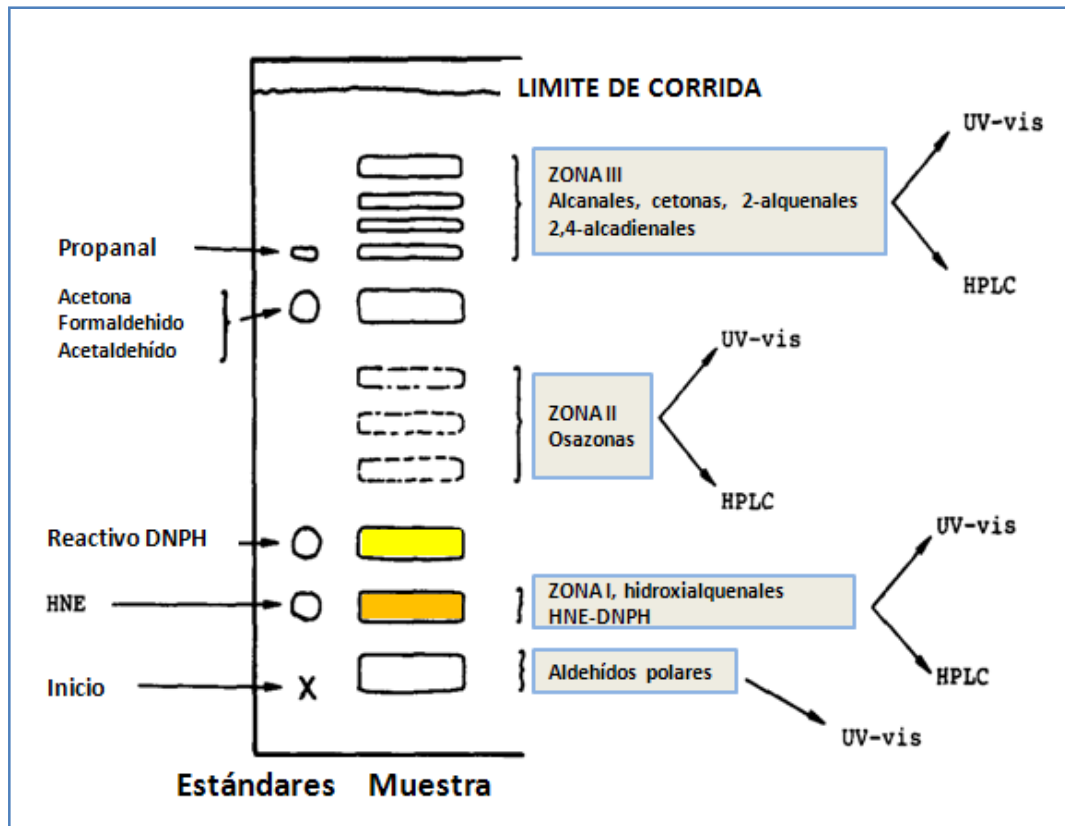 LIMITE DE CORRIDA
UV-vis
ZONA III
Alcanales, cetonas, 2-alquenales
2,4-alcadienales
HPLC
Propanal
Acetona
Formaldehido
Acetaldehído
UV-vis
ZONA II
Osazonas
HPLC
Reactivo DNPH
UV-vis
HNE
ZONA I, hidroxialquenales
HNE-DNPH
HPLC
Inicio
X
Aldehídos polares
UV-vis
Estándares Muestra